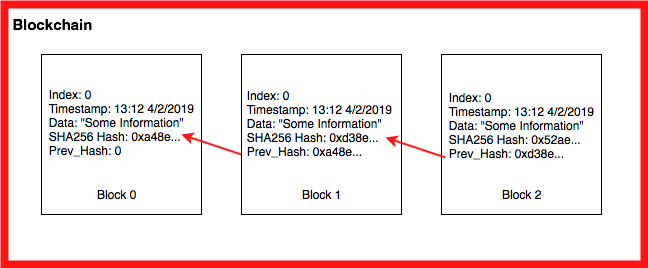 Blockchain
Index: 0
Timestamp: 13:12 4/2/2019
Data: "Some Information"
SHA256 Hash: 0xa48e...
Prev_Hash: 0
Block 0
Index: 0
Timestamp: 13:12 4/2/2019
Data: "Some Information"
SHA256 Hash: 0xd38e...
Prev_Hash: 0xa48e...
Block 1
Index: 0
Timestamp: 13:12 4/2/2019
Data: "Some Information"
SHA256 Hash: 0x52ae...
Prev_Hash: 0xd38e...
Block 2